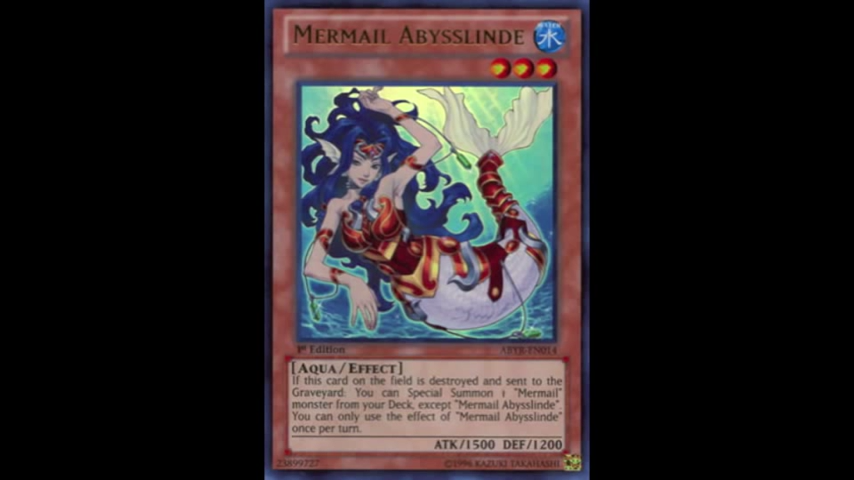 MERMAIL ABYSSLINDE
水
1st Edition
ABYR-EN014
[AQUA/EFFECT]
If this card on the field is destroyed and sent to the
Graveyard: You can Special Summon 1 "Mermail"
monster from your Deck, except "Mermail Abysslinde".
You can only use the effect of "Mermail Abysslinde"
once per turn.
ATK/1500 DEF/1200
23899727
©1996 KAZUKI TAKAHASHI